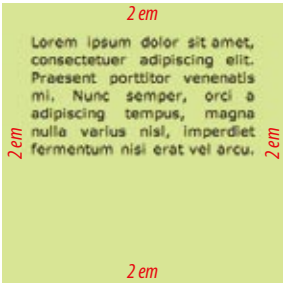 2 em
Lorem ipsum dolor sit amet,
consectetuer adipiscing elit.
Praesent porttitor venenatis
mi. Nunc semper, orci a
adipiscing tempus, magna
nulla varius nisl, imperdiet
fermentum nisi erat vel arcu.
2 em
2 em
2 em